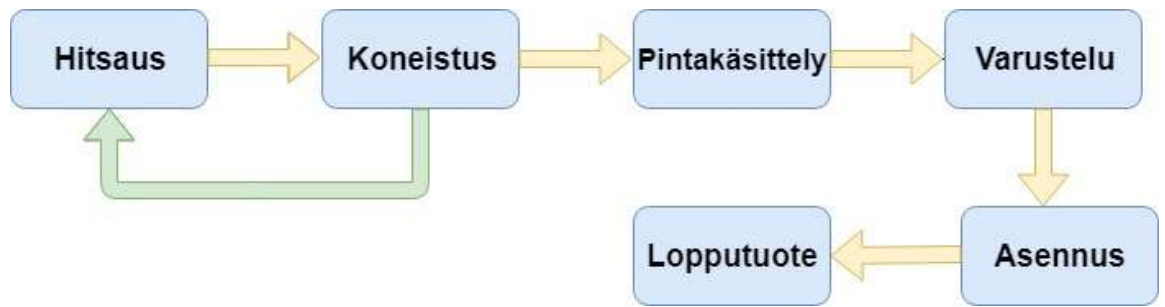 Hitsaus
Koneistus
Pintakäsittely
Varustelu
Lopputuote
Asennus